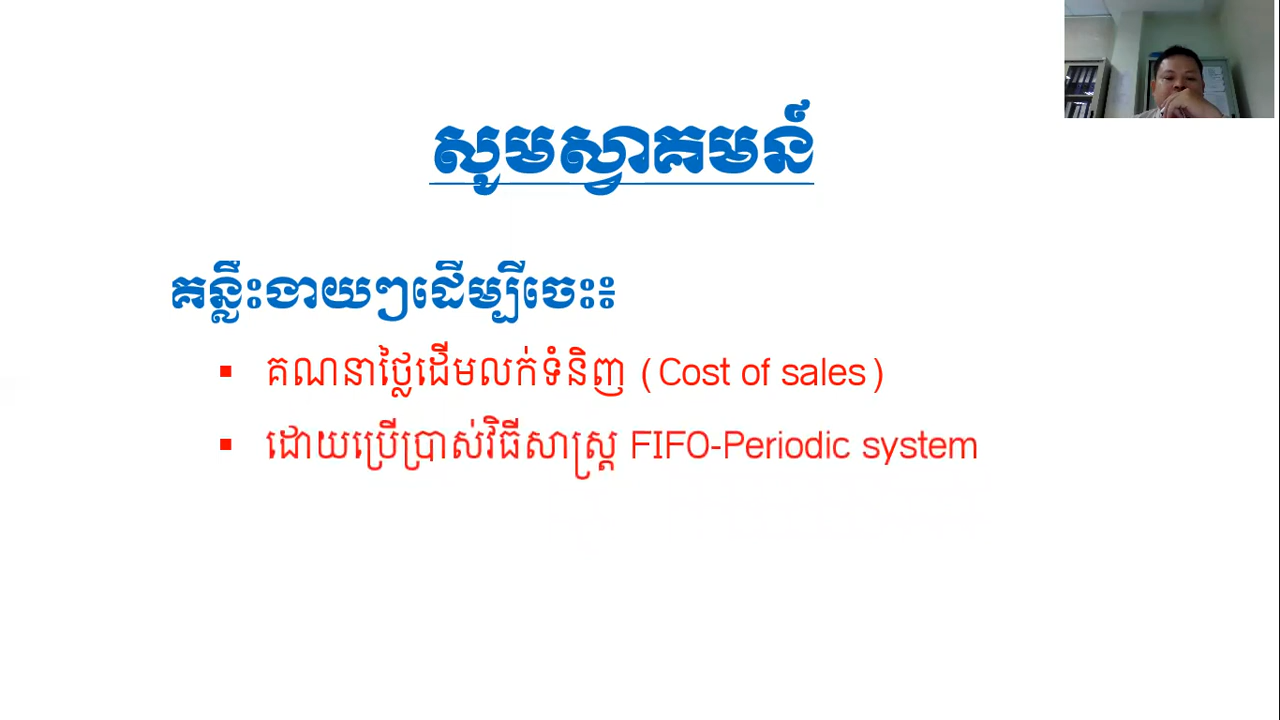 សូមស្វាគមន៍
គន្លឹះងាយៗដើម្បីចេះ៖
▪ គណនាថ្លៃដើមលក់ទំនិញ (Cost of sales)
▪ ដោយប្រើប្រាស់វិធីសាស្ត្រ FIFO-Periodic system